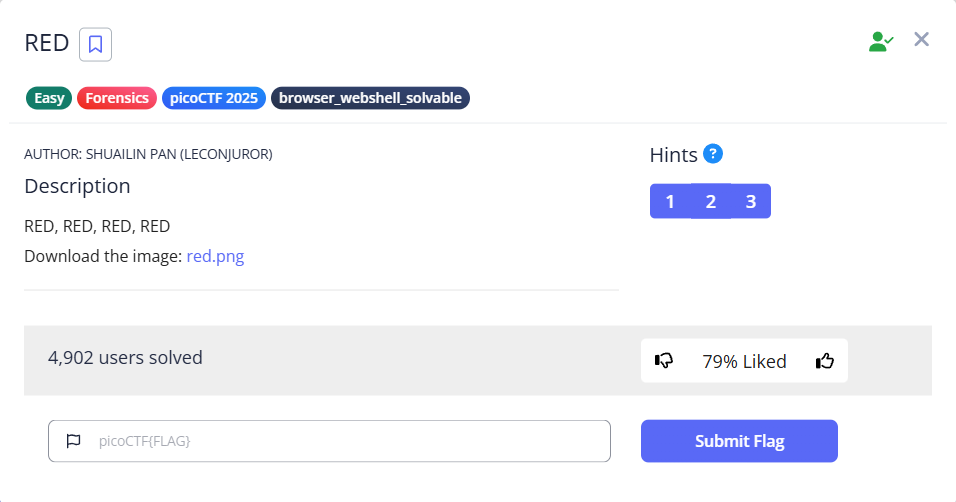 RED
Easy Forensics picoCTF 2025 browser_webshell_solvable
AUTHOR: SHUAILIN PAN (LECONJUROR)
Description
RED, RED, RED, RED
Download the image: red.png
Hints ?
1 2 3
4,902 users solved
79% Liked
picoCTF{FLAG}
Submit Flag